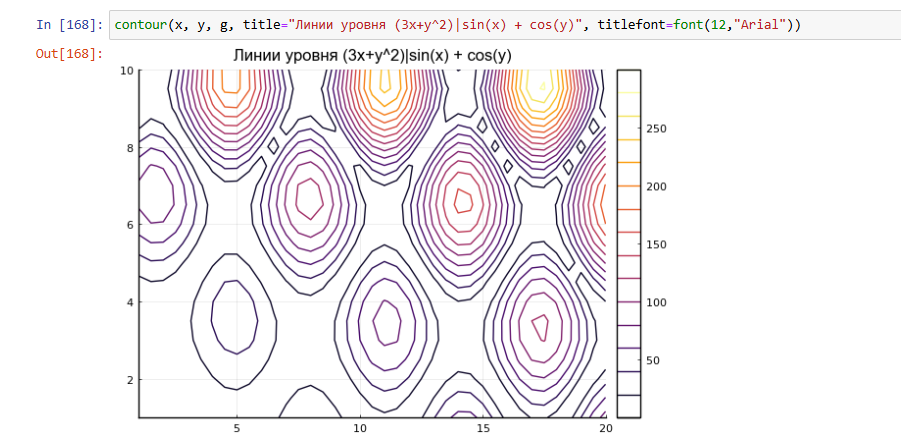 In [168]: contour(x, y, g, title="Линии уровня (3x+y^2)|sin(x) + cos(y)", titlefont=font(12,"Arial"))
Out[168]:
Линии уровня (3x+y^2)|sin(x) + cos(y)
10
8
6
4
2
5 10 15 20
250
200
150
100
50